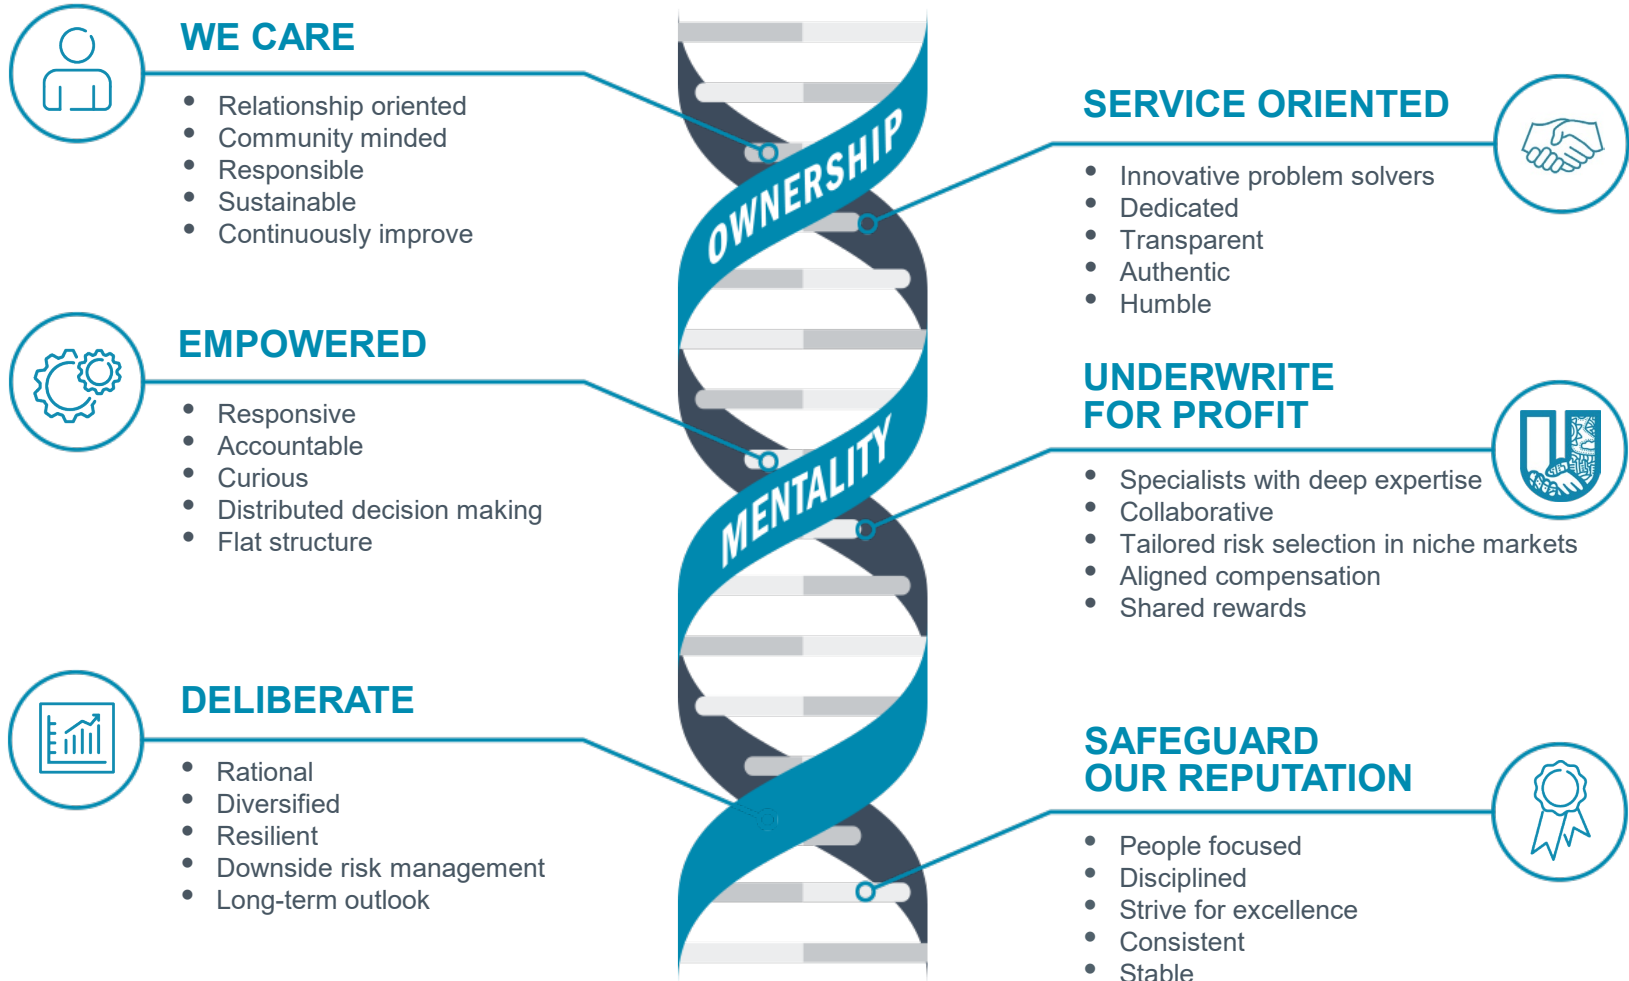 WE CARE
Relationship oriented
Community minded
Responsible
Sustainable
Continuously improve
EMPOWERED
Responsive
Accountable
Curious
Distributed decision making
Flat structure
DELIBERATE
Rational
Diversified
Resilient
Downside risk management
Long-term outlook
OWNERSHIP
MENTALITY
SERVICE ORIENTED
Innovative problem solvers
Dedicated
Transparent
Authentic
Humble
UNDERWRITE
FOR PROFIT
Specialists with deep expertise
Collaborative
Tailored risk selection in niche markets
Aligned compensation
Shared rewards
SAFEGUARD
OUR REPUTATION
People focused
Disciplined
Strive for excellence
Consistent
Stable